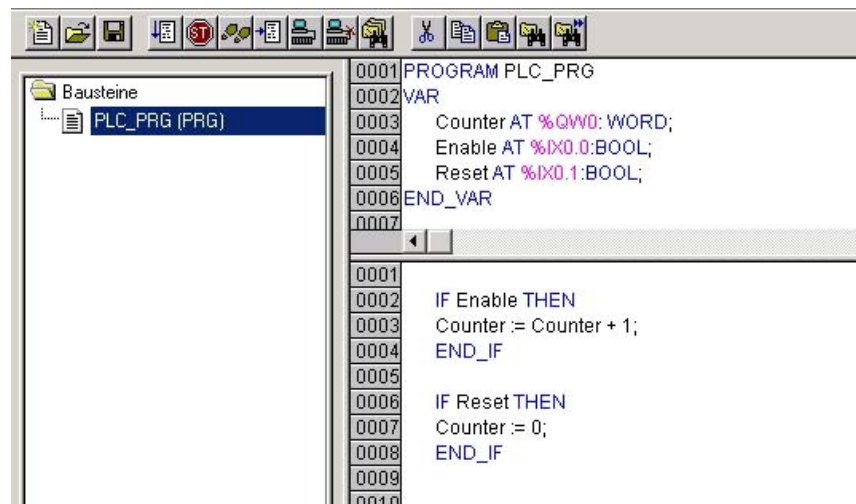 Bausteine
PLC_PRG (PRG)
0001 PROGRAM PLC_PRG
0002 VAR
0003 Counter AT %QW0: WORD;
0004 Enable AT %IX0.0:BOOL;
0005 Reset AT %IX0.1:BOOL;
0006 END_VAR
0007
0001
0002 IF Enable THEN
0003 Counter := Counter + 1;
0004 END_IF
0005
0006 IF Reset THEN
0007 Counter := 0;
0008 END_IF
0009
0010